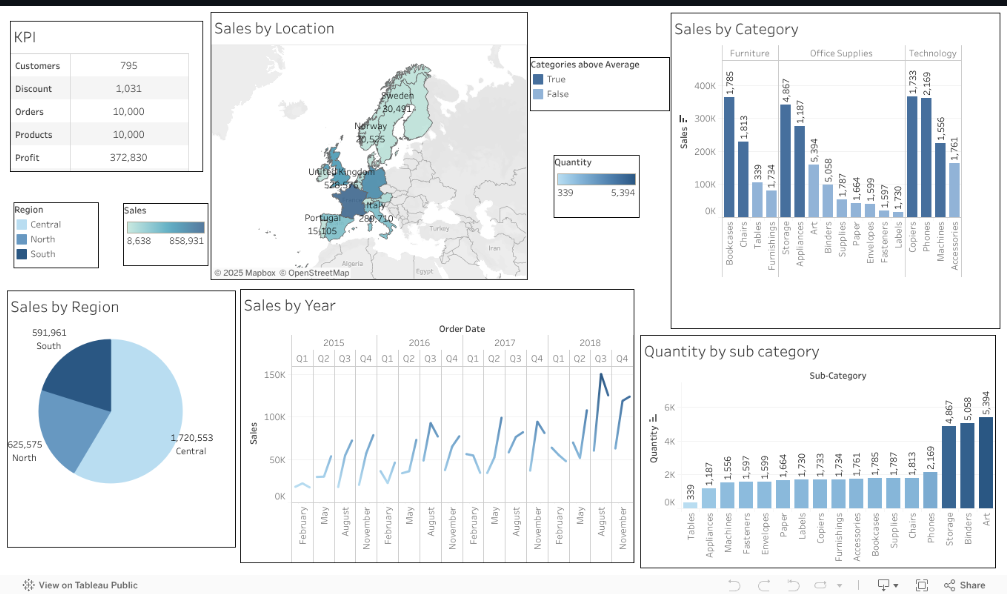 KPI
Customers 795
Discount 1,031
Orders 10,000
Products 10,000
Profit 372,830
Region
Central
North
South
Sales
8,638 858,931
Sales by Location
Sweden
30,491
Norway
United Kingdom
Italy
Portugal
15,105
Turkey
Iraq
Iran
Algeria
Egypt
© 2025 Mapbox © OpenStreetMap
Categories above Average
True
False
Quantity
339 5,394
Sales by Category
Furniture Office Supplies Technology
Sales
400K
300K
200K
100K
0K
1,785 1,813 339 1,734 4,867 1,187 5,394 5,058 1,787 1,664 1,599 1,597 1,730 1,733 2,169 1,556 1,761
Bookcases Chairs Tables Furnishings Storage Appliances Art Binders Supplies Paper Envelopes Fasteners Labels Copiers Phones Machines Accessories
Sales by Region
591,961
South
625,575
North
1,720,553
Central
Sales by Year
Order Date
2015 2016 2017 2018
Q1 Q2 Q3 Q4 Q1 Q2 Q3 Q4 Q1 Q2 Q3 Q4 Q1 Q2 Q3 Q4
Sales
150K
100K
50K
0K
February May August November February May August November February May August November February May August November
Quantity by sub category
Sub-Category
Quantity
6K
4K
2K
0K
339 1,187 1,556 1,597 1,599 1,664 1,730 1,733 1,734 1,761 1,785 1,787 1,813 2,169 4,867 5,058 5,394
Tables Appliances Machines Fasteners Envelopes Paper Labels Copiers Furnishings Accessories Bookcases Supplies Chairs Phones Storage Binders Art
View on Tableau Public
Share